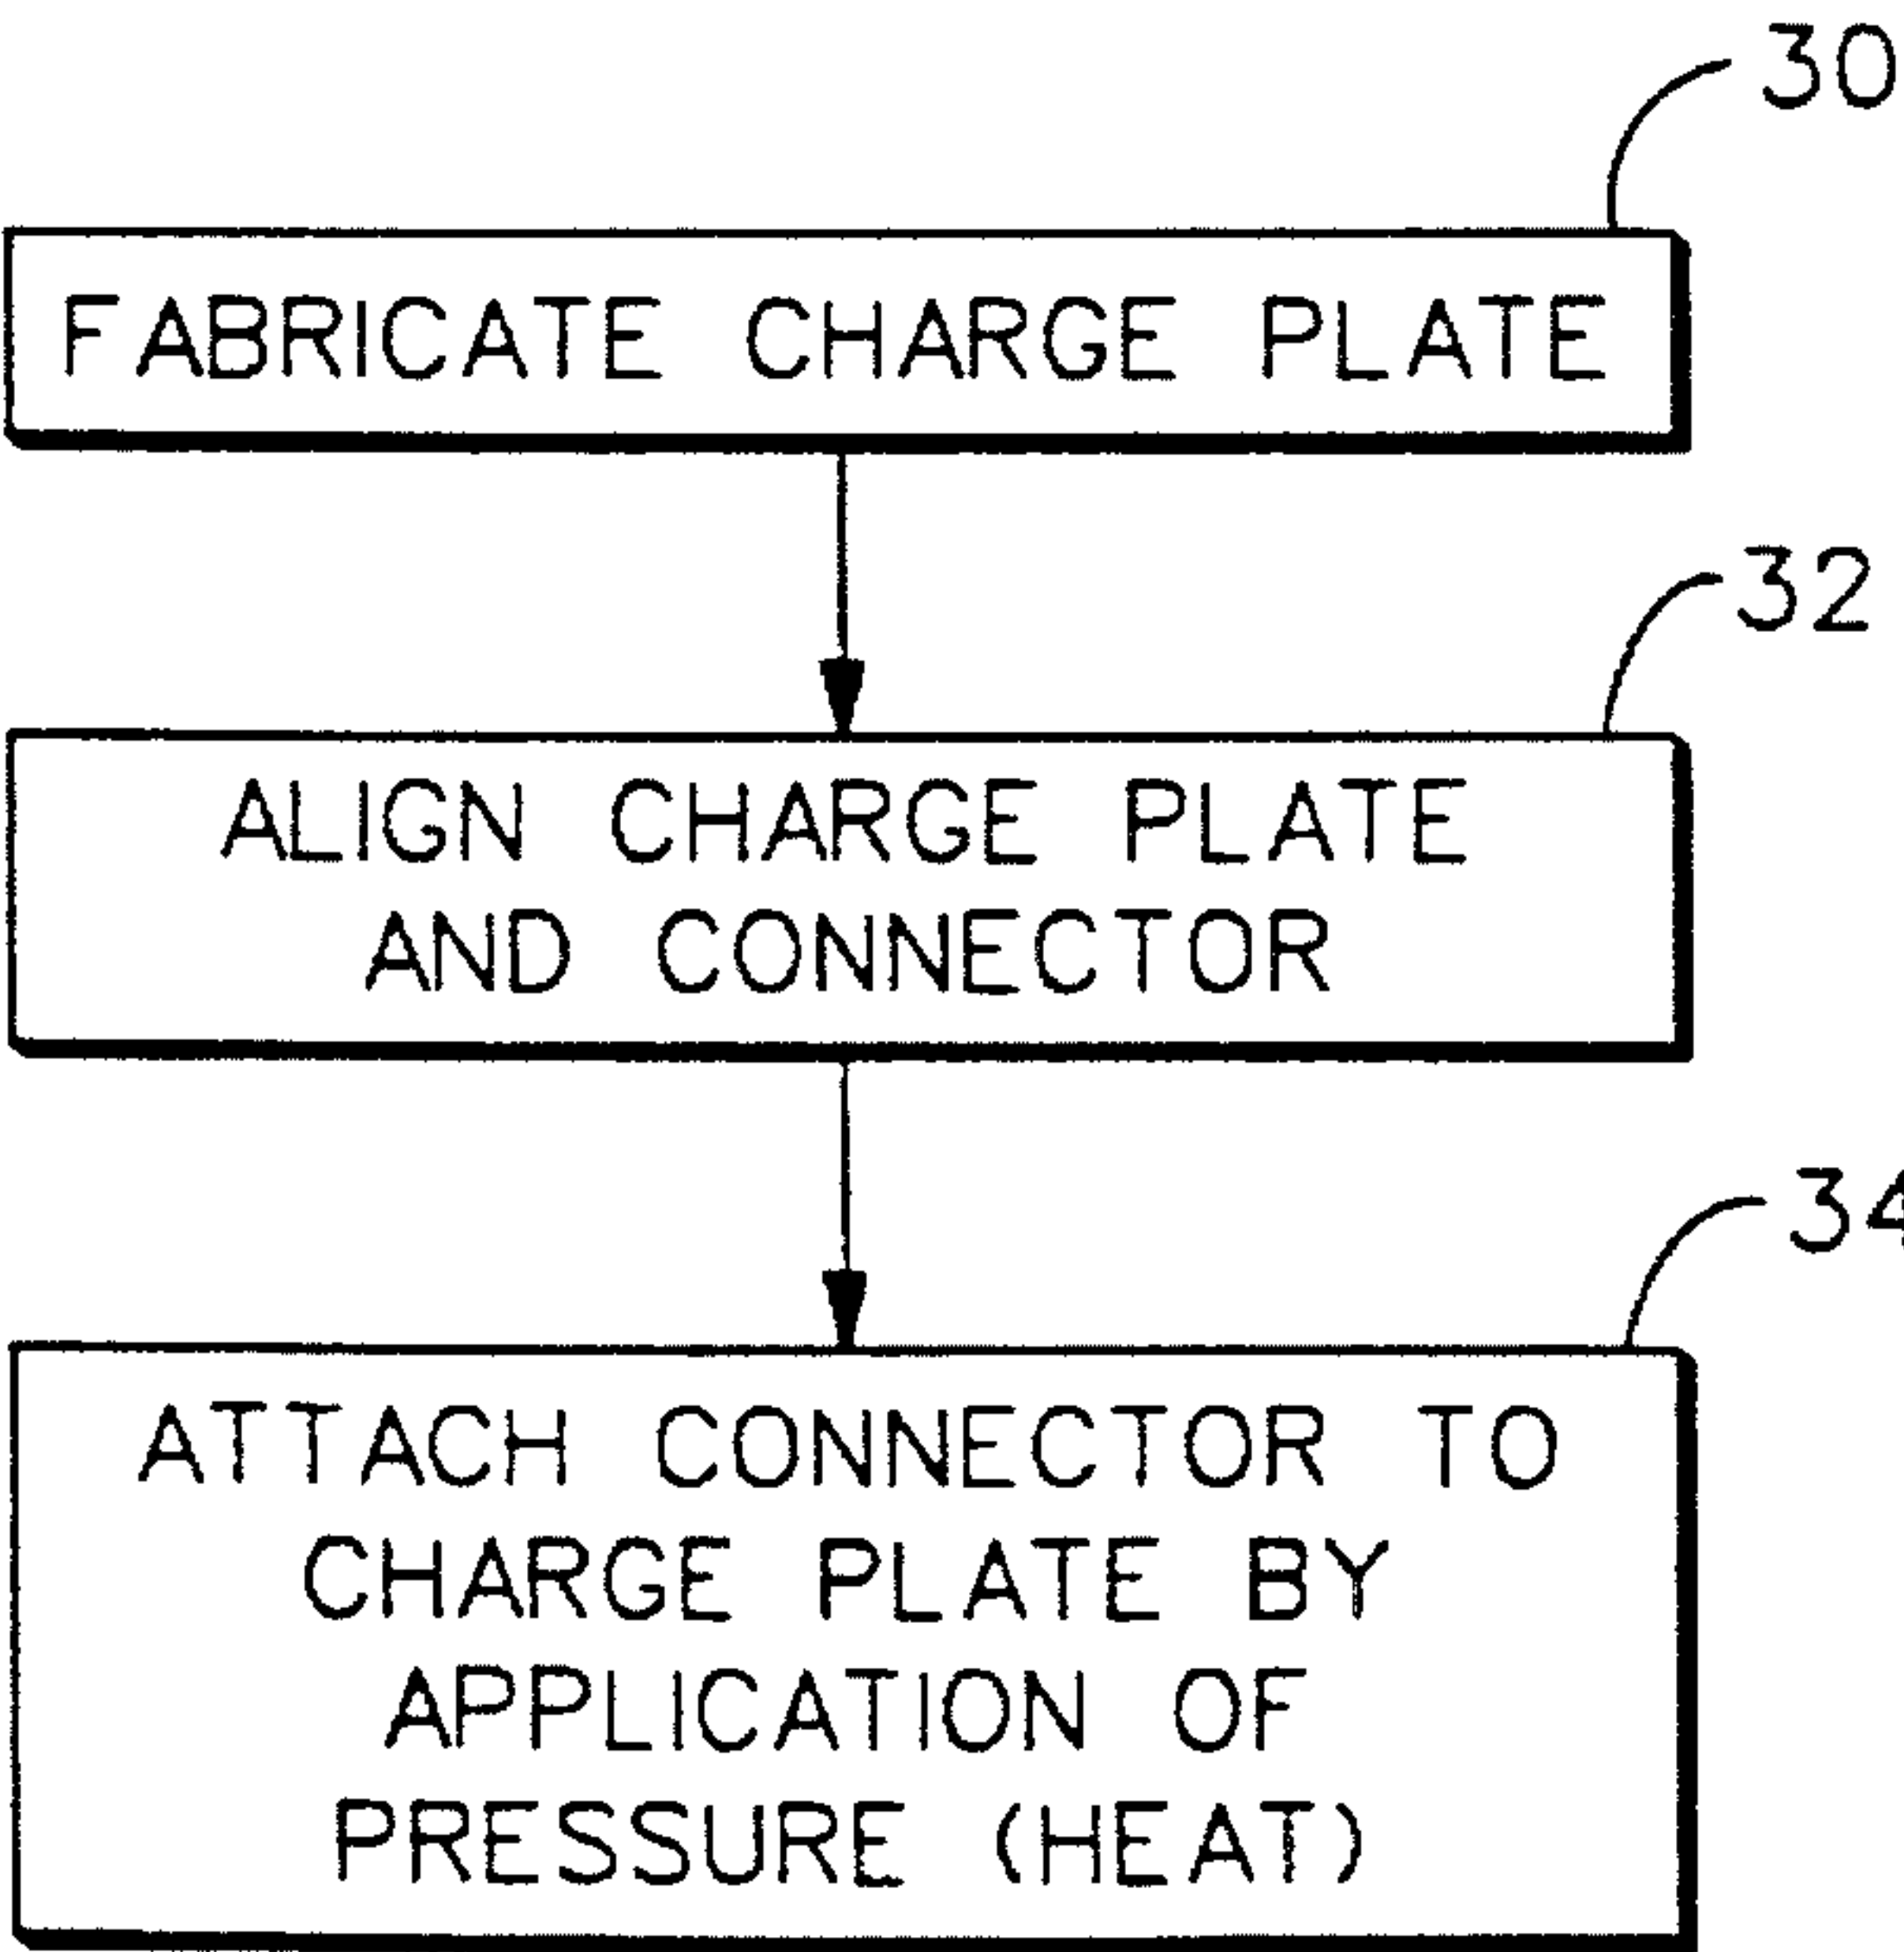 30
FABRICATE CHARGE PLATE
32
ALIGN CHARGE PLATE
AND CONNECTOR
34
ATTACH CONNECTOR TO
CHARGE PLATE BY
APPLICATION OF
PRESSURE (HEAT)